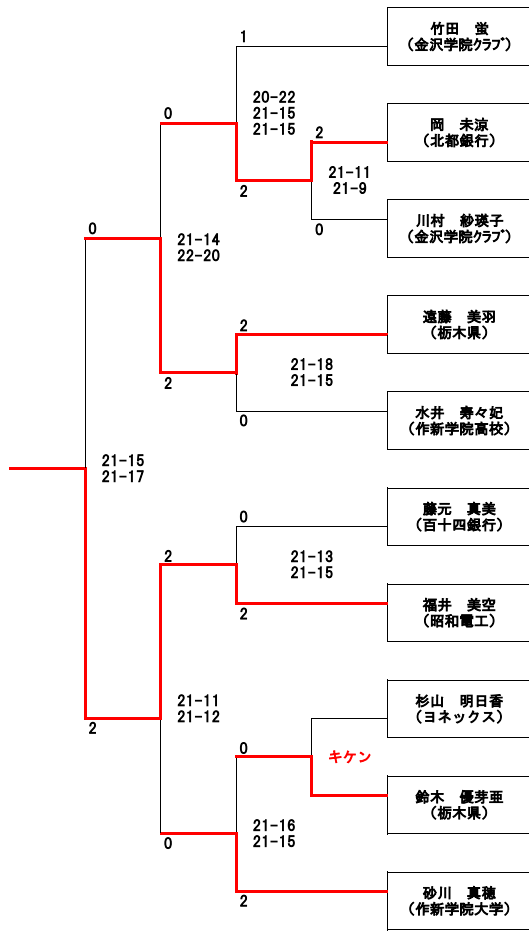 1
竹田　蛍
（金沢学院ｸﾗﾌﾞ）
0
20-22
21-15
21-15
2
岡　未涼
（北都銀行）
2
21-11
21-9
0
川村　紗瑛子
（金沢学院ｸﾗﾌﾞ）
0
21-14
22-20
2
2
遠藤　美羽
（栃木県）
21-18
21-15
0
水井　寿々妃
（作新学院高校）
21-15
21-17
0
藤元　真美
（百十四銀行）
2
21-13
21-15
2
福井　美空
（昭和電工）
2
21-11
21-12
0
杉山　明日香
（ヨネックス）
0
キケン
鈴木　優芽亜
（栃木県）
21-16
21-15
2
砂川　真穂
（作新学院大学）